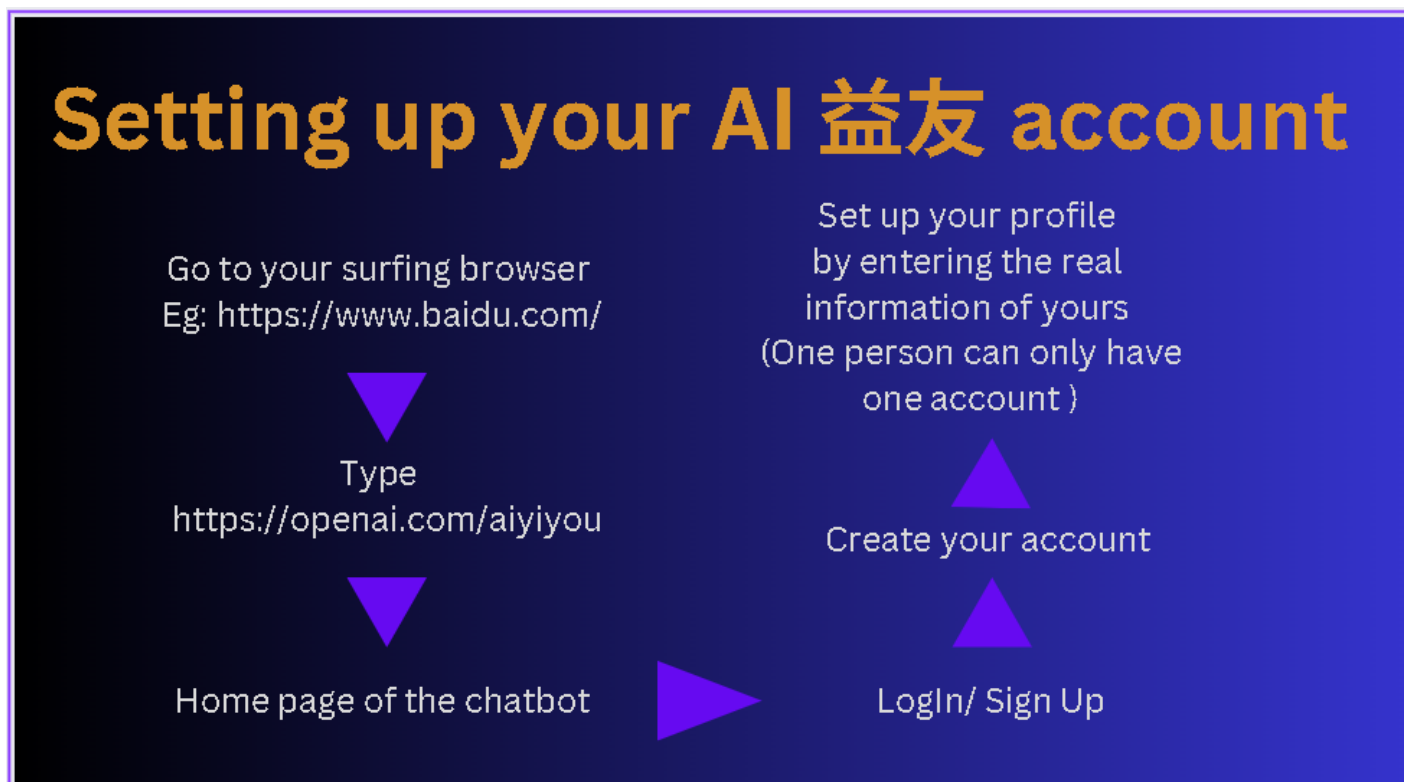 Setting up your AI 益友 account
Go to your surfing browser
Eg: https://www.baidu.com/
Type
https://openai.com/aiyiyou
Home page of the chatbot
LogIn/ Sign Up
Create your account
Set up your profile
by entering the real
information of yours
(One person can only have
one account )